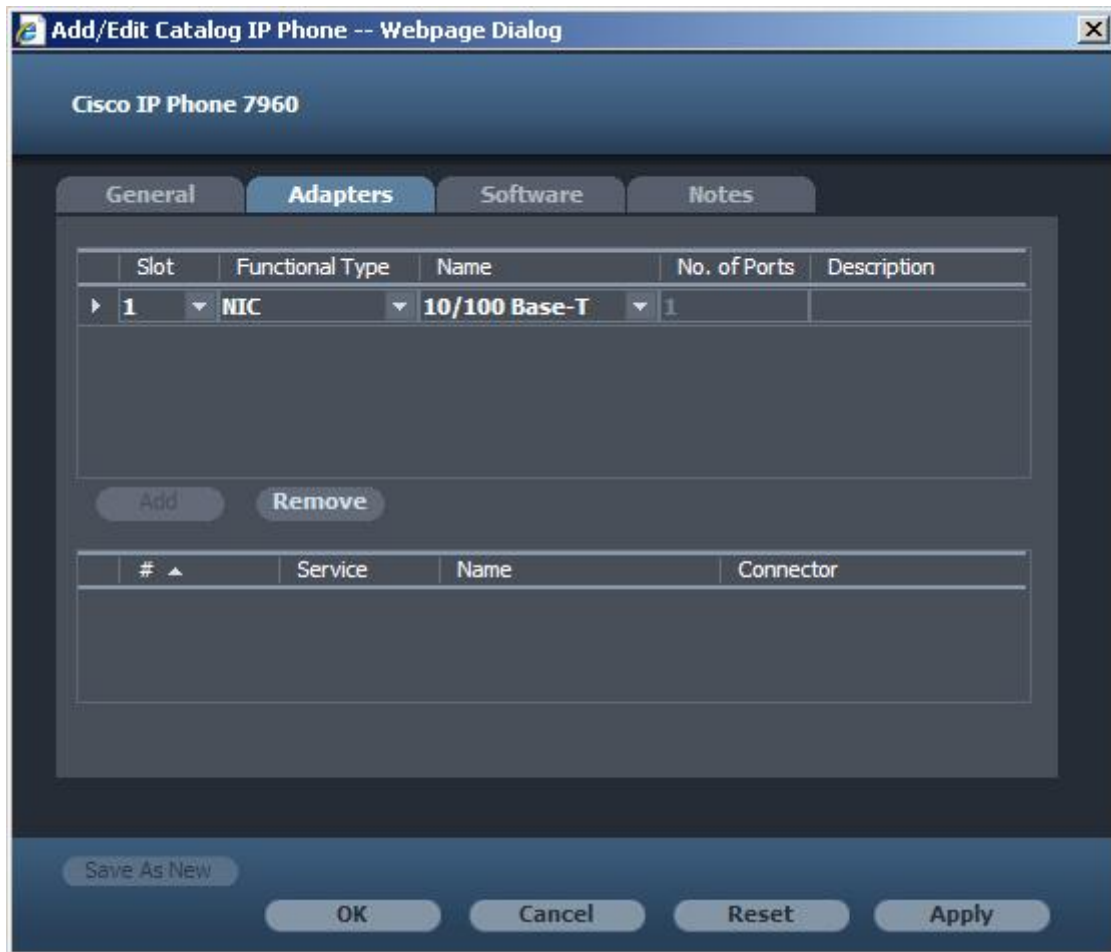 Add/Edit Catalog IP Phone -- Webpage Dialog
Cisco IP Phone 7960
General Adapters Software Notes
Slot Functional Type Name No. of Ports Description
1 NIC 10/100 Base-T 1
Add Remove
# Service Name Connector
Save As New
OK Cancel Reset Apply